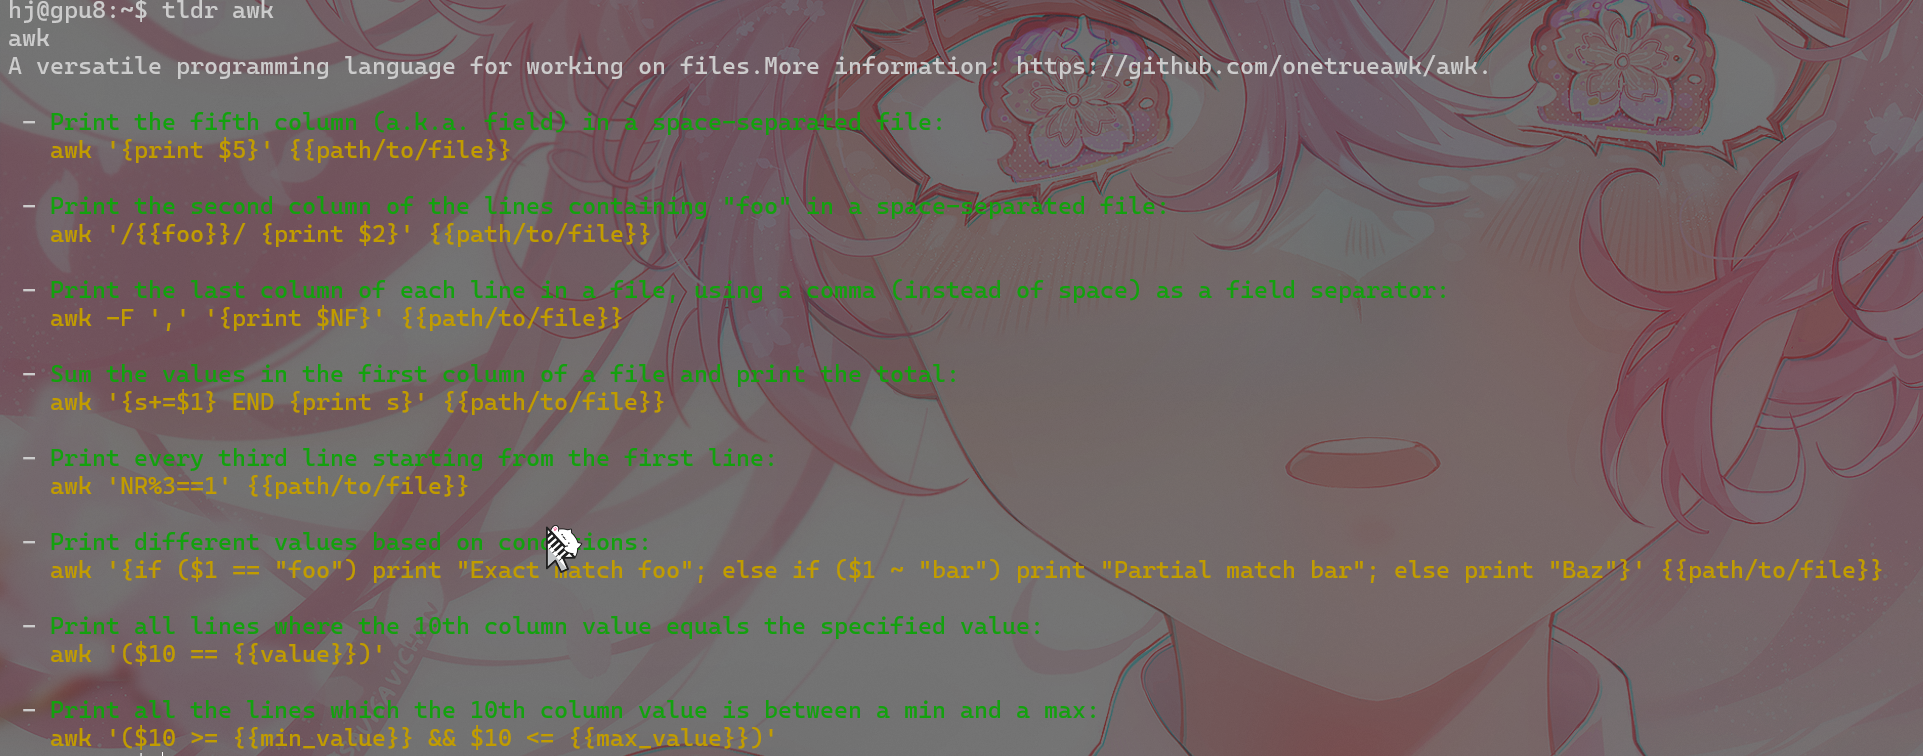 hj@gpu8:~$ tldr awk
awk
A versatile programming language for working on files.More information: https://github.com/onetrueawk/awk.
- Print the fifth column (a.k.a. field) in a space-separated file:
awk '{print $5}' {{path/to/file}}
- Print the second column of the lines containing "foo" in a space-separated file:
awk '/{{foo}}/ {print $2}' {{path/to/file}}
- Print the last column of each line in a file, using a comma (instead of space) as a field separator:
awk -F ',' '{print $NF}' {{path/to/file}}
- Sum the values in the first column of a file and print the total:
awk '{s+=$1} END {print s}' {{path/to/file}}
- Print every third line starting from the first line:
awk 'NR%3==1' {{path/to/file}}
- Print different values based on conditions:
awk '{if ($1 == "foo") print "Exact match foo"; else if ($1 ~ "bar") print "Partial match bar"; else print "Baz"}' {{path/to/file}}
- Print all lines where the 10th column value equals the specified value:
awk '($10 == {{value}})'
- Print all the lines which the 10th column value is between a min and a max:
awk '($10 >= {{min_value}} && $10 <= {{max_value}})'